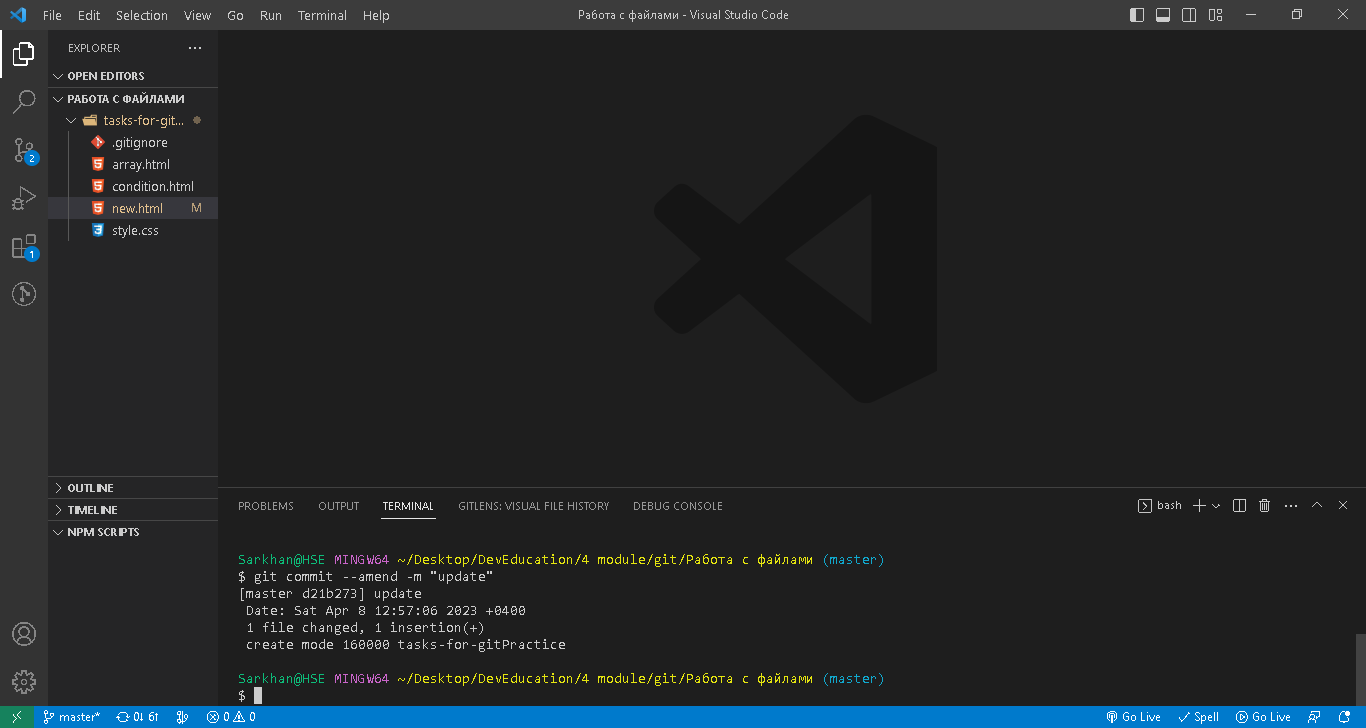 File Edit Selection View Go Run Terminal Help
Работа с файлами - Visual Studio Code
EXPLORER
OPEN EDITORS
РАБОТА С ФАЙЛАМИ
tasks-for-git...
.gitignore
array.html
condition.html
new.html M
style.css
2
1
OUTLINE
TIMELINE
NPM SCRIPTS
PROBLEMS OUTPUT TERMINAL GITLENS: VISUAL FILE HISTORY DEBUG CONSOLE
bash
Sarkhan@HSE MINGW64 ~/Desktop/DevEducation/4 module/git/Работа с файлами (master)
$ git commit --amend -m "update"
[master d21b273] update
Date: Sat Apr 8 12:57:06 2023 +0400
1 file changed, 1 insertion(+)
create mode 160000 tasks-for-gitPractice
Sarkhan@HSE MINGW64 ~/Desktop/DevEducation/4 module/git/Работа с файлами (master)
$
master* 0↓ 6↑ 0 0 Go Live Spell Go Live